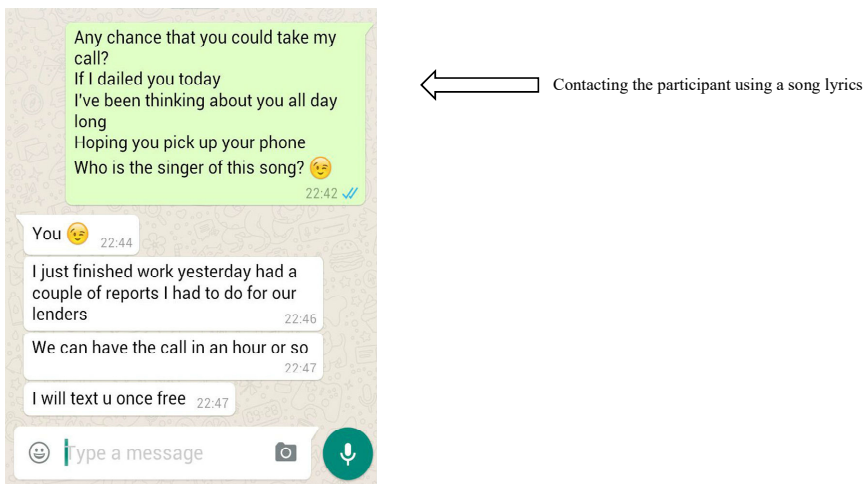 Any chance that you could take my
call?
If I dailed you today
I've been thinking about you all day
long
Hoping you pick up your phone
Who is the singer of this song? 😉
22:42
Contacting the participant using a song lyrics
You 😉 22:44
I just finished work yesterday had a
couple of reports I had to do for our
lenders
22:46
We can have the call in an hour or so
22:47
I will text u once free 22:47
Type a message